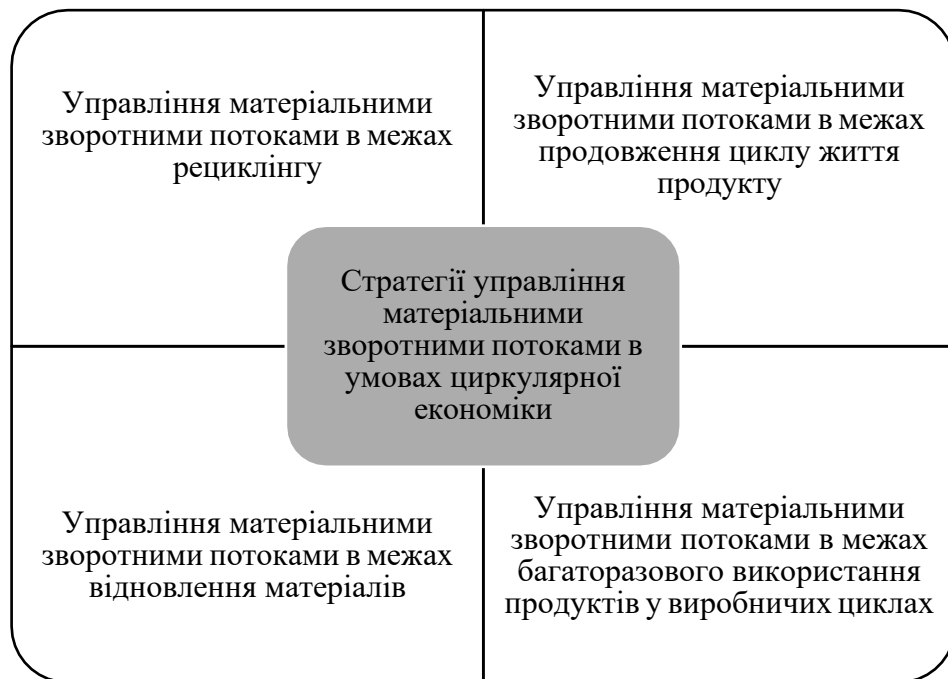 Управління матеріальними
зворотними потоками в межах
рециклінгу
Управління матеріальними
зворотними потоками в межах
продовження циклу життя
продукту
Стратегії управління
матеріальними
зворотними потоками в
умовах циркулярної
економіки
Управління матеріальними
зворотними потоками в межах
відновлення матеріалів
Управління матеріальними
зворотними потоками в межах
багаторазового використання
продуктів у виробничих циклах